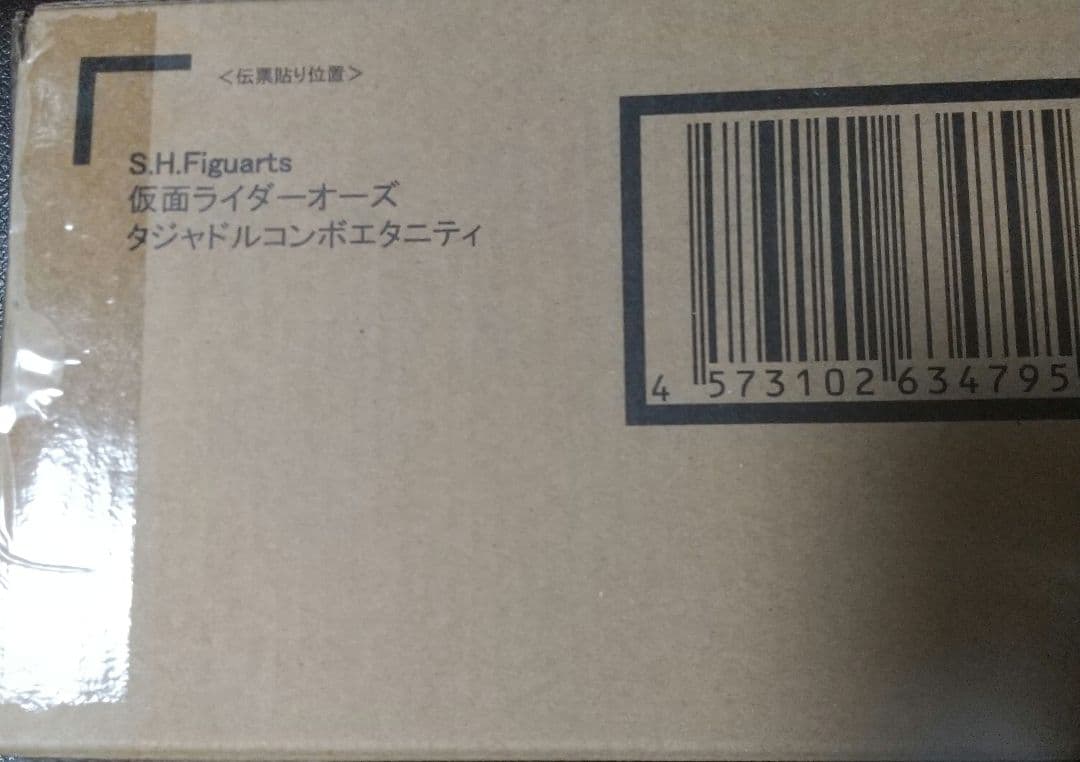 <伝票貼り位置>
S.H.Figuarts
仮面ライダーオーズ
タジャドルコンボエタニティ
4 573102 634795